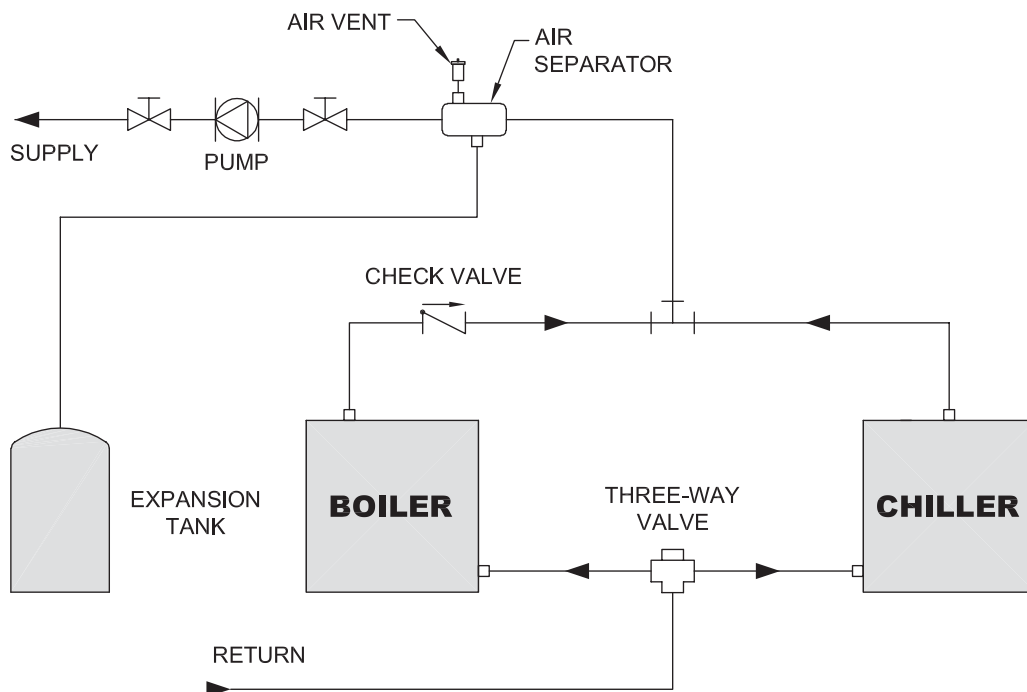 AIR VENT
AIR
SEPARATOR
SUPPLY
PUMP
CHECK VALVE
EXPANSION
TANK
BOILER
THREE-WAY
VALVE
CHILLER
RETURN